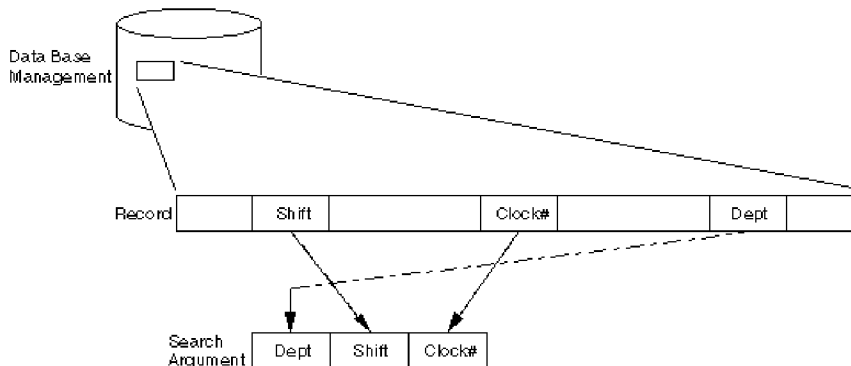 Data Base
Management
Record
Shift
Clock#
Dept
Search
Argument
Dept
Shift
Clock#